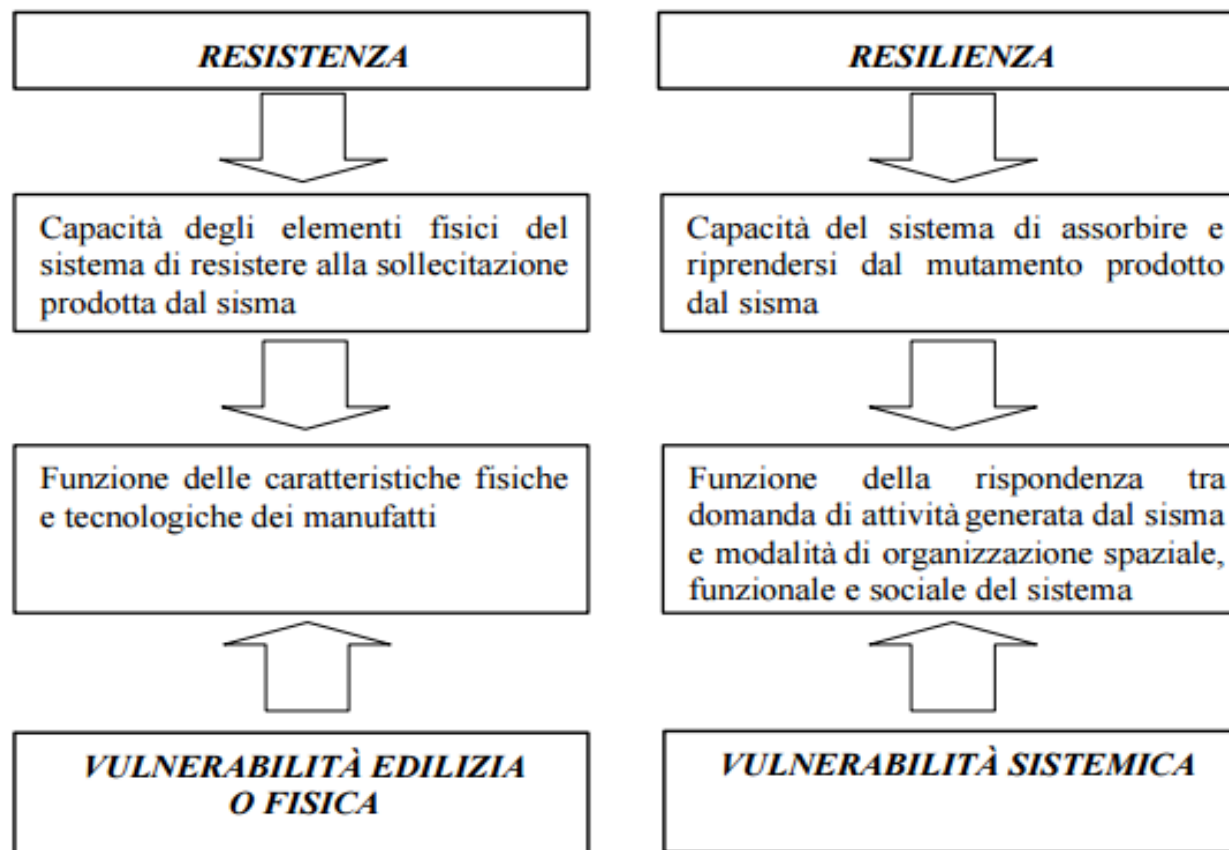 RESISTENZA
Capacità degli elementi fisici del
sistema di resistere alla sollecitazione
prodotta dal sisma
Funzione delle caratteristiche fisiche
e tecnologiche dei manufatti
VULNERABILITÀ EDILIZIA
O FISICA
RESILIENZA
Capacità del sistema di assorbire e
riprendersi dal mutamento prodotto
dal sisma
Funzione della rispondenza tra
domanda di attività generata dal sisma
e modalità di organizzazione spaziale,
funzionale e sociale del sistema
VULNERABILITÀ SISTEMICA